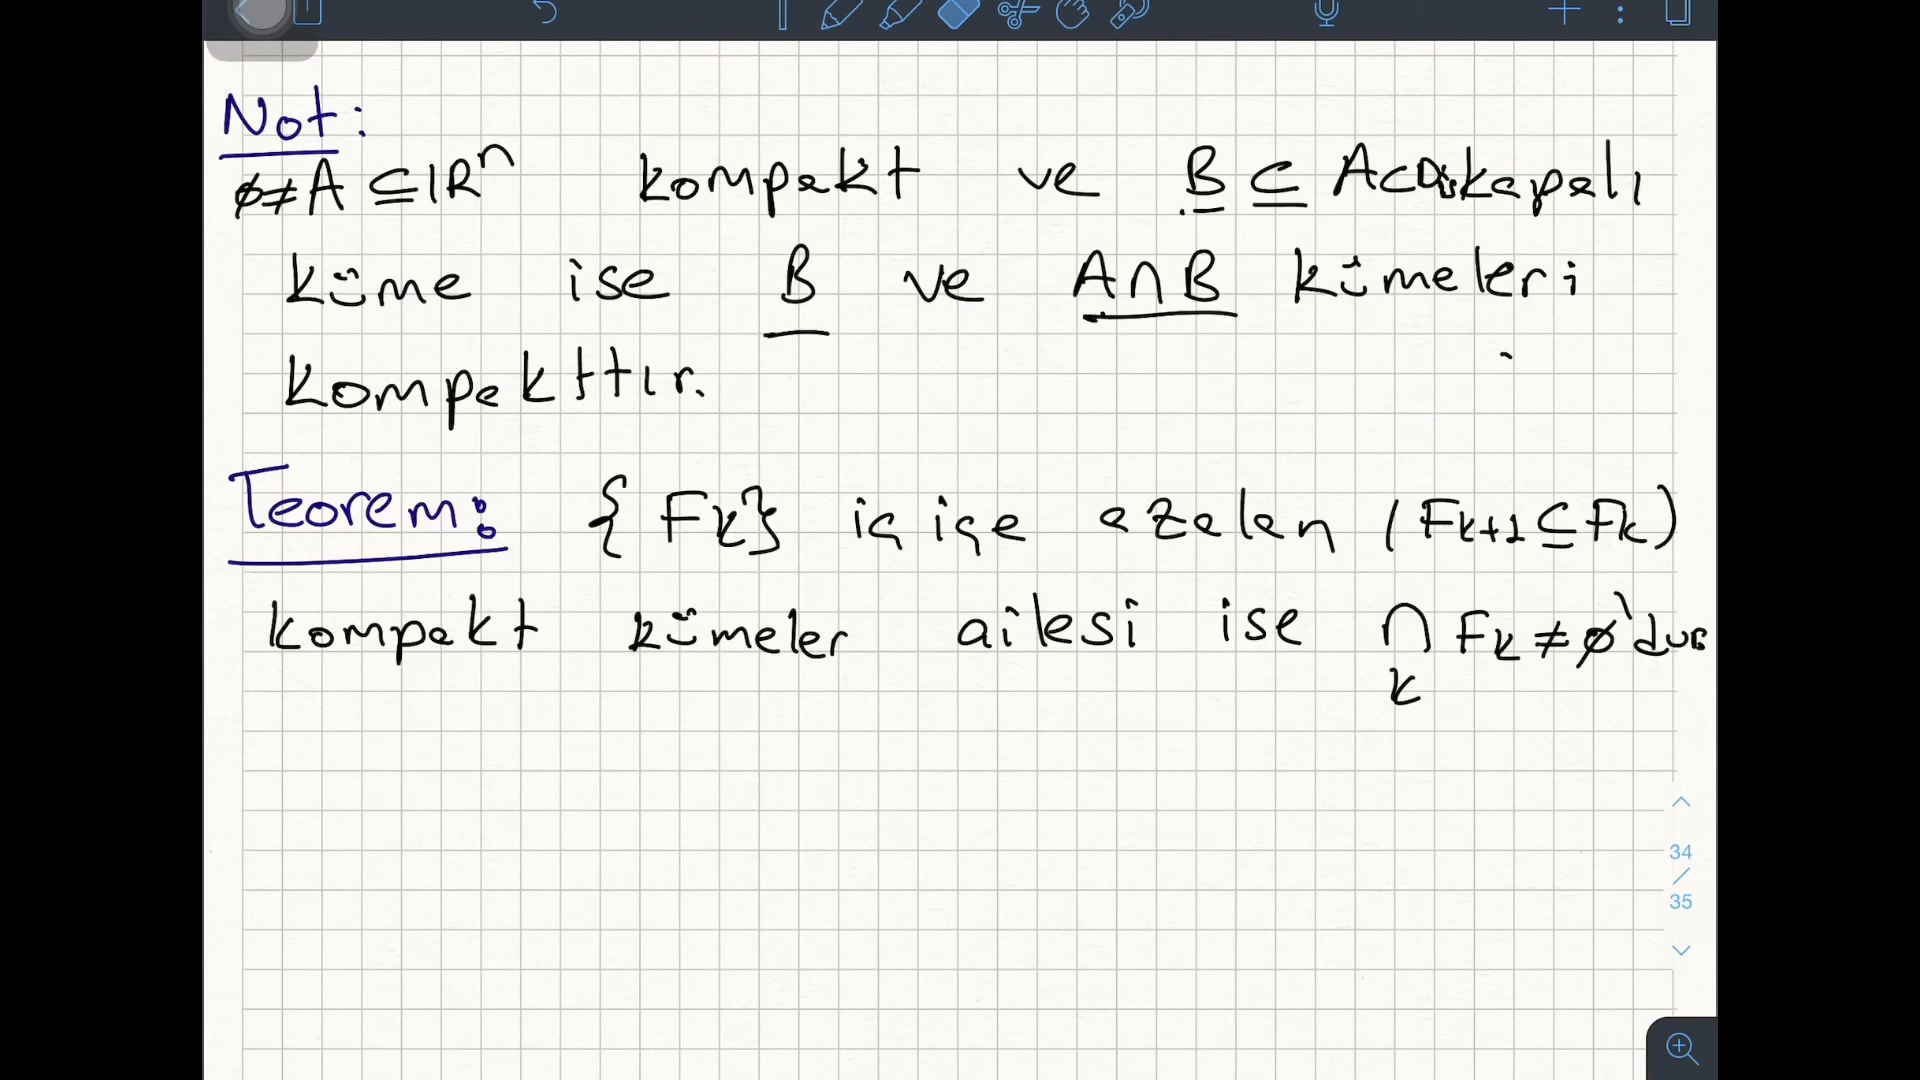 Not:
∅≠A ⊆ IRⁿ kompakt ve B ⊆ A kapalı
küme ise B ve A∩B kümeleri
kompakttır.
Teorem: {Fk} iç içe azalan (Fk+1 ⊆ Fk)
kompakt kümeler ailesi ise ∩ Fk ≠ ∅'dur
k
34
/
35